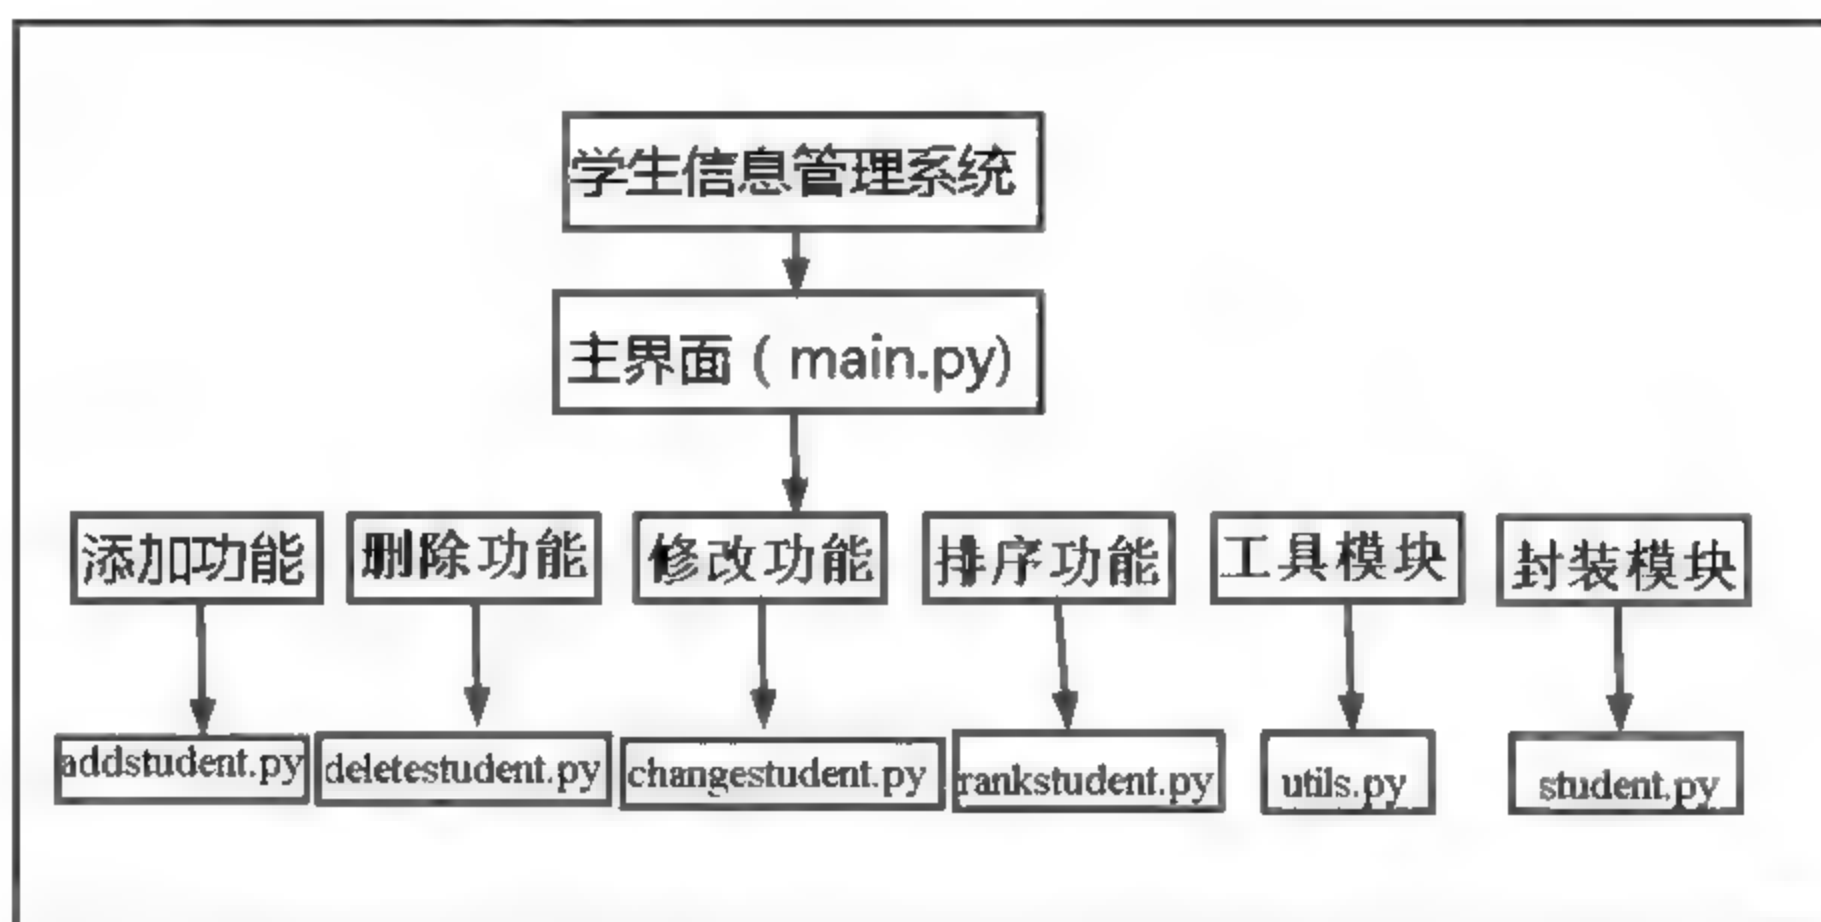 学生信息管理系统
主界面（main.py)
添加功能 删除功能 修改功能 排序功能 工具模块 封装模块
addstudent.py deletestudent.py changestudent.py rankstudent.py utils.py student.py